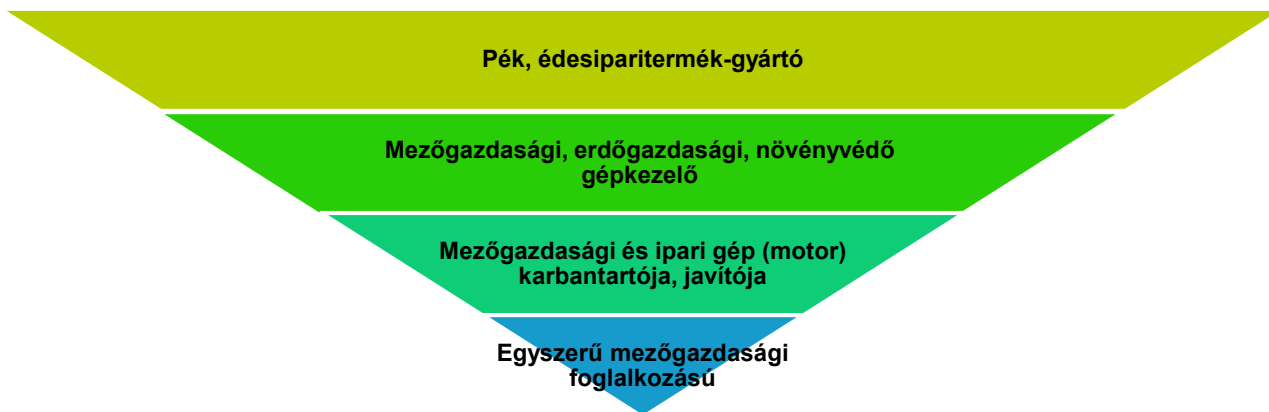 Pék, édesiparitermék-gyártó
Mezőgazdasági, erdőgazdasági, növényvédő
gépkezelő
Mezőgazdasági és ipari gép (motor)
karbantartója, javítója
Egyszerű mezőgazdasági
foglalkozású